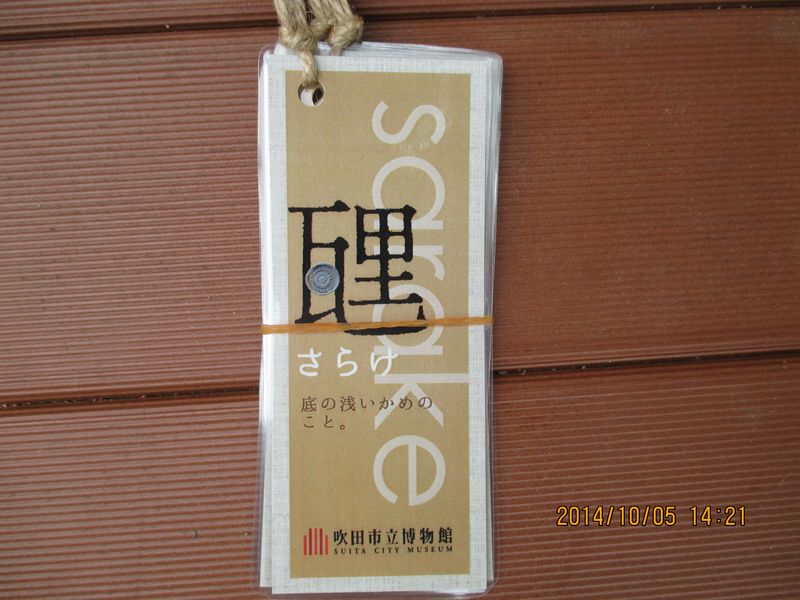 sarake
さらけ
底の浅いかめの
こと。
吹田市立博物館
SUITA CITY MUSEUM
2014/10/05 14:21